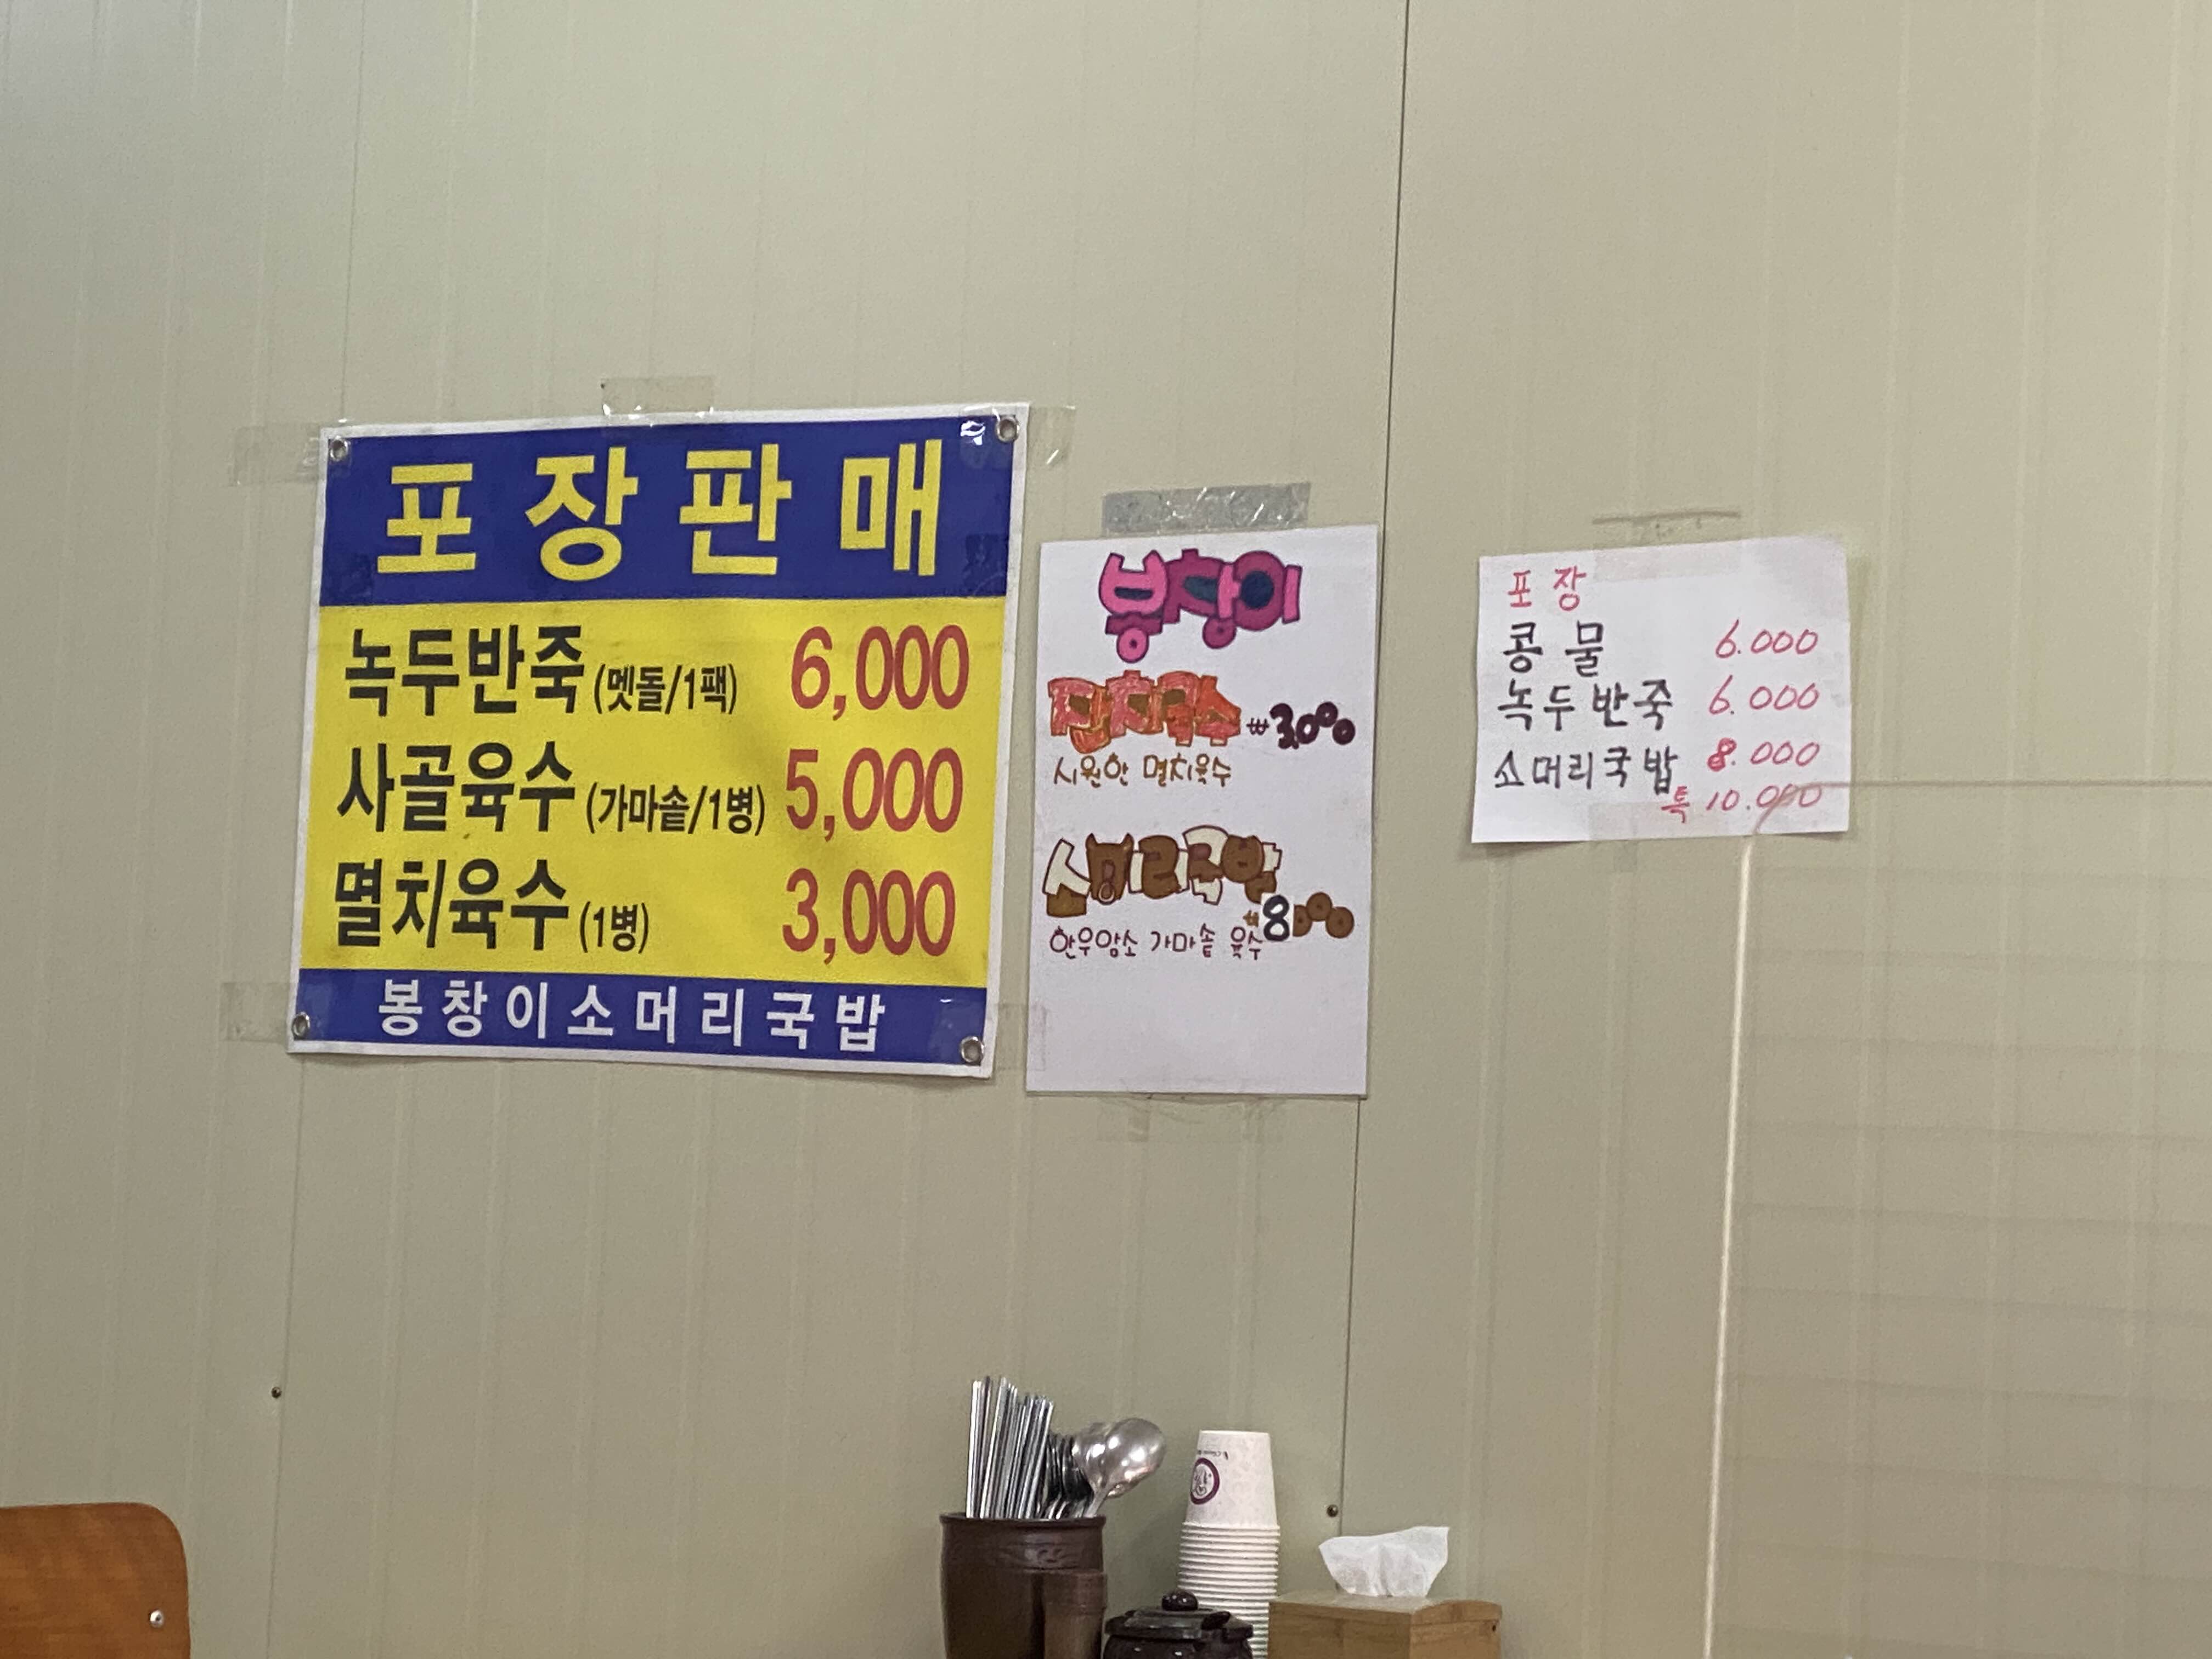 포장판매
녹두반죽(멧돌/1팩) 6,000
사골육수(가마솥/1병) 5,000
멸치육수(1병) 3,000
봉창이소머리국밥
봉창이
잔치국수 ₩3,000
시원한 멸치육수
소머리국밥
₩8000
한우암소 가마솥 육수
포장
콩물 6.000
녹두반죽 6.000
소머리국밥 8.000
특 10.000